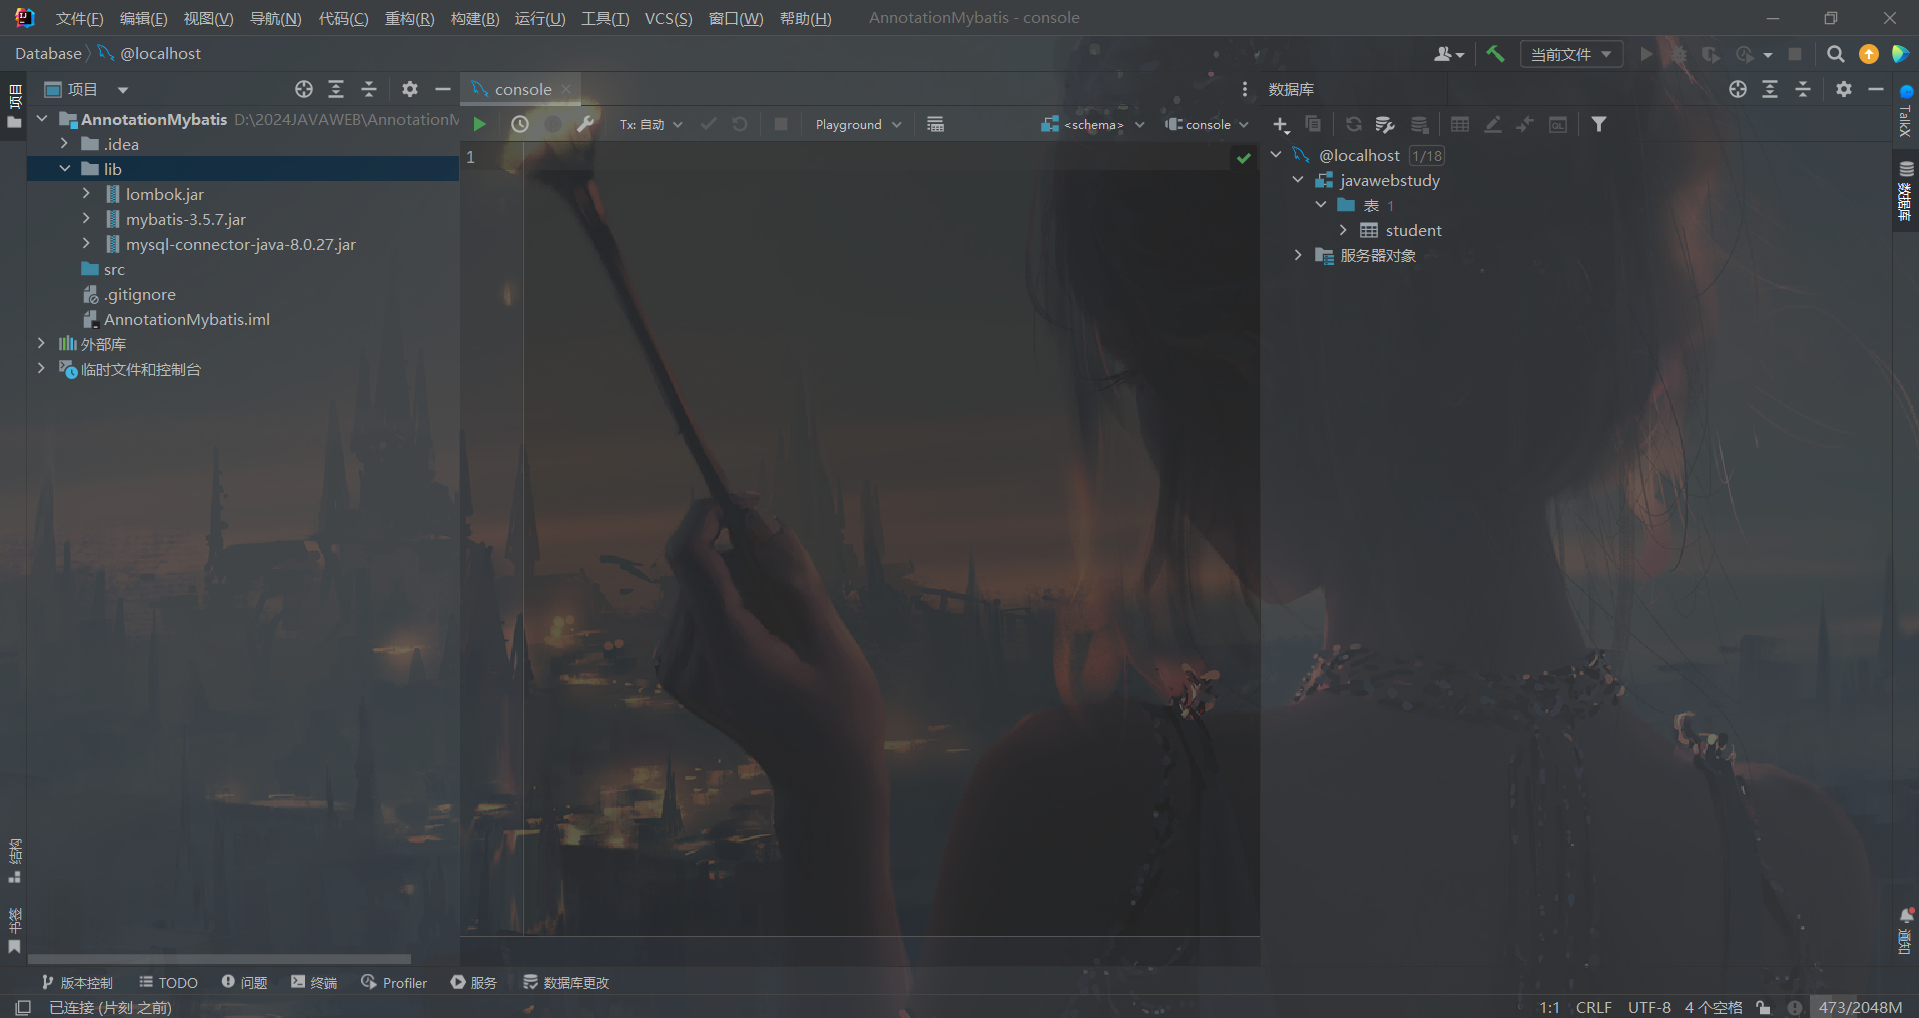 文件(F) 编辑(E) 视图(V) 导航(N) 代码(C) 重构(R) 构建(B) 运行(U) 工具(T) VCS(S) 窗口(W) 帮助(H) AnnotationMybatis - console
Database @localhost 当前文件
项目
项目
console
数据库
Tx: 自动 Playground <schema> console
1
AnnotationMybatis D:\2024JAVAWEB\AnnotationM
.idea
lib
lombok.jar
mybatis-3.5.7.jar
mysql-connector-java-8.0.27.jar
src
.gitignore
AnnotationMybatis.iml
外部库
临时文件和控制台
@localhost 1/18
javawebstudy
表 1
student
服务器对象
TalkX
数据库
通知
结构
书签
版本控制 TODO 问题 终端 Profiler 服务 数据库更改
已连接 (片刻 之前) 1:1 CRLF UTF-8 4 个空格 473/2048M